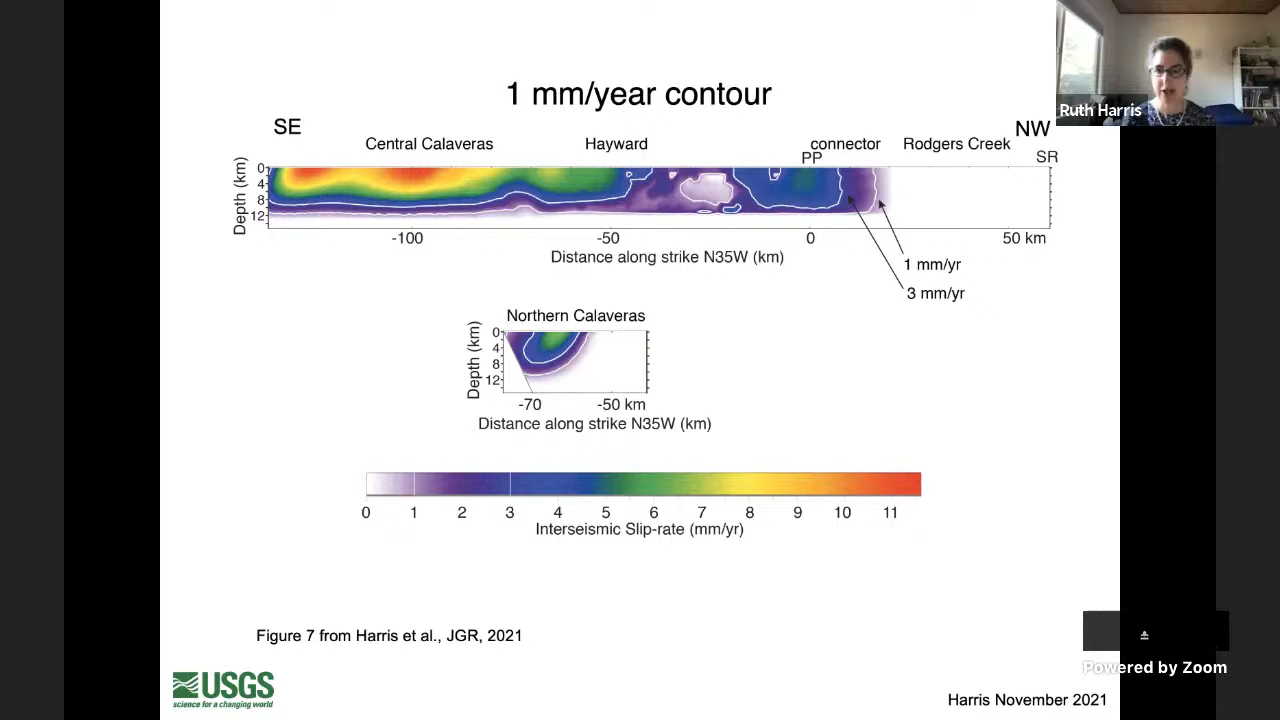 Ruth Harris
1 mm/year contour
SE
NW
Central Calaveras
Hayward
connector
Rodgers Creek
PP
SR
Depth (km)
0
4
8
12
-100
-50
0
50 km
Distance along strike N35W (km)
1 mm/yr
3 mm/yr
Northern Calaveras
Depth (km)
0
4
8
12
-70
-50 km
Distance along strike N35W (km)
0 1 2 3 4 5 6 7 8 9 10 11
Interseismic Slip-rate (mm/yr)
Figure 7 from Harris et al., JGR, 2021
USGS
science for a changing world
Powered by Zoom
Harris November 2021